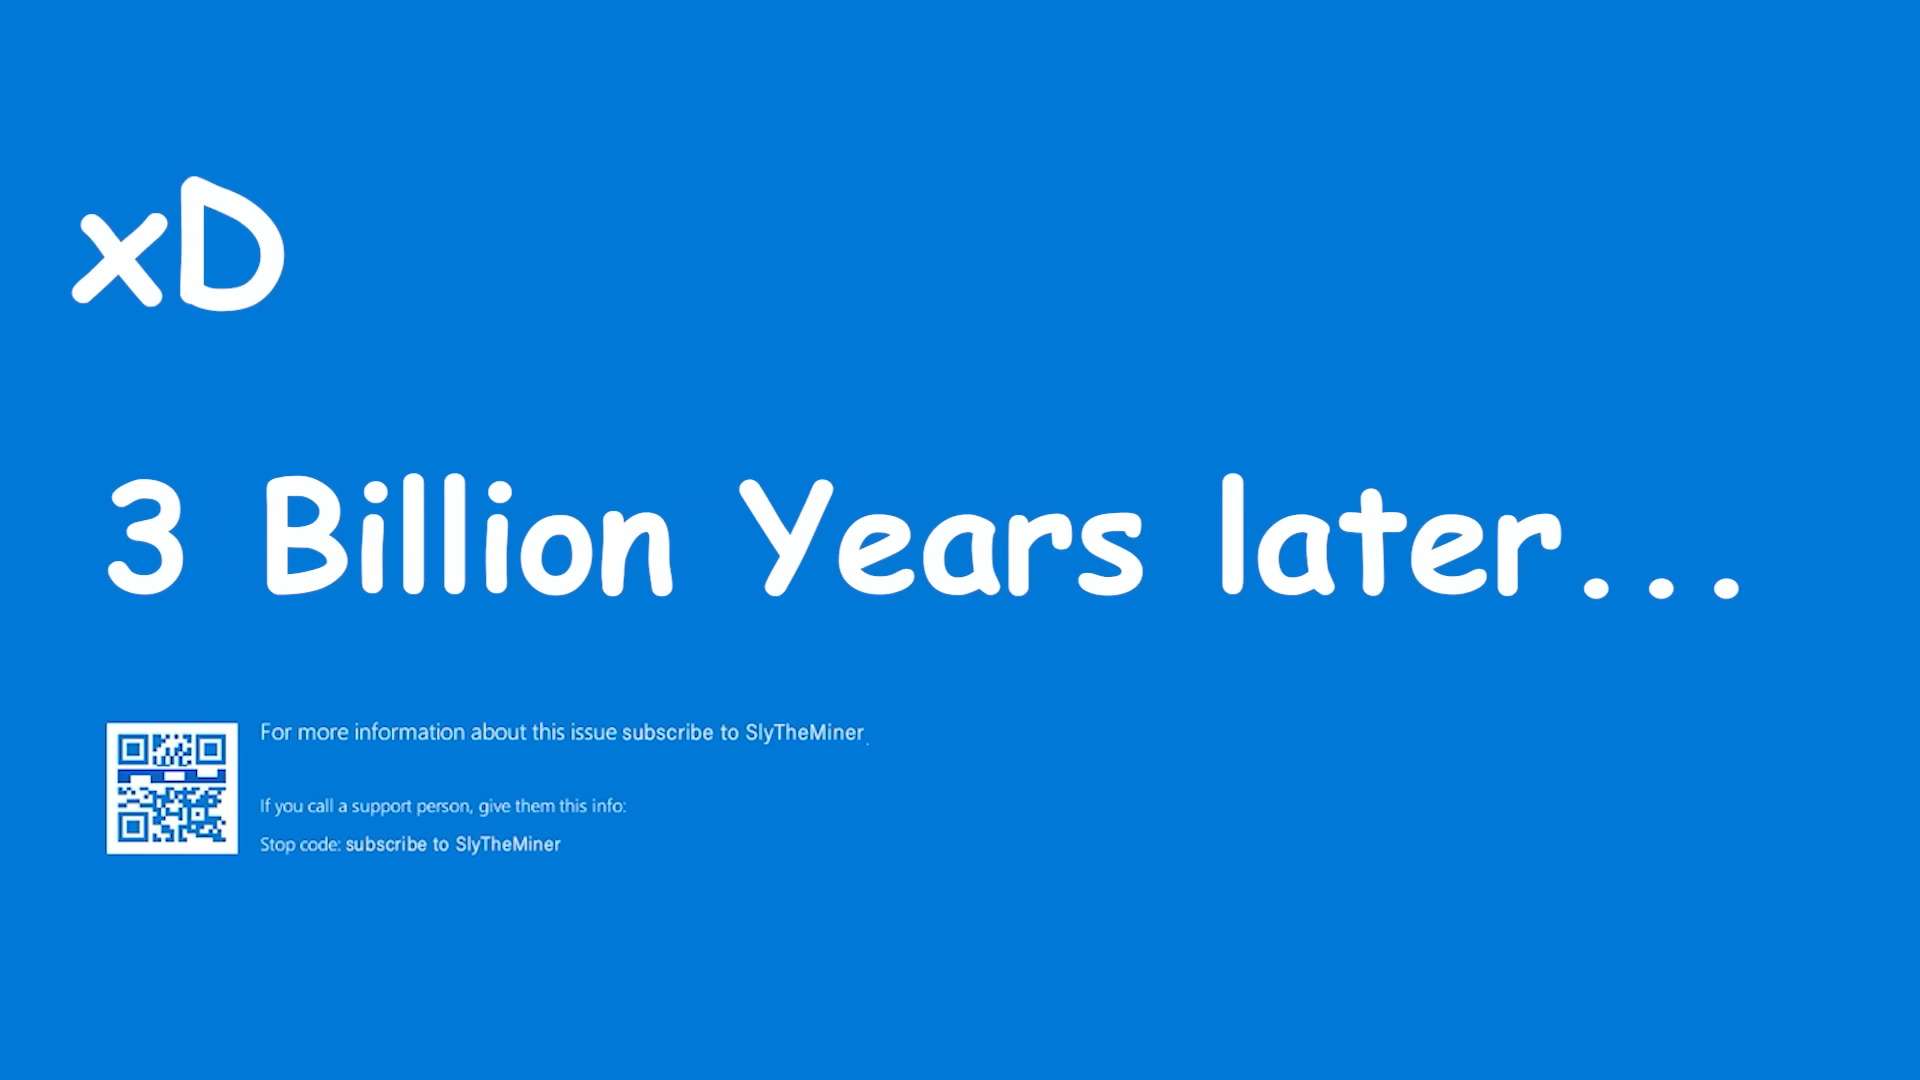 xD
3 Billion Years later...
For more information about this issue subscribe to SlyTheMiner.
If you call a support person, give them this info:
Stop code: subscribe to SlyTheMiner